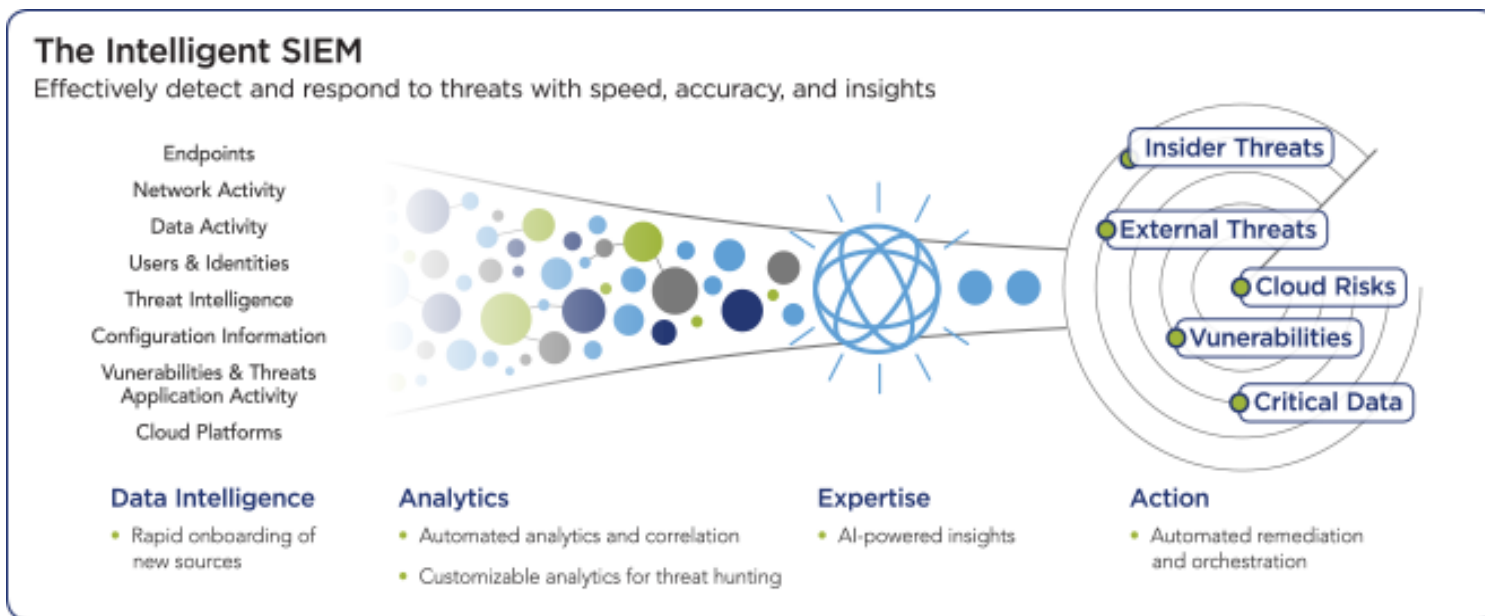 The Intelligent SIEM
Effectively detect and respond to threats with speed, accuracy, and insights
Endpoints
Network Activity
Data Activity
Users & Identities
Threat Intelligence
Configuration Information
Vunerabilities & Threats
Application Activity
Cloud Platforms
Insider Threats
External Threats
Cloud Risks
Vunerabilities
Critical Data
Data Intelligence
• Rapid onboarding of
new sources
Analytics
• Automated analytics and correlation
• Customizable analytics for threat hunting
Expertise
• AI-powered insights
Action
• Automated remediation
and orchestration